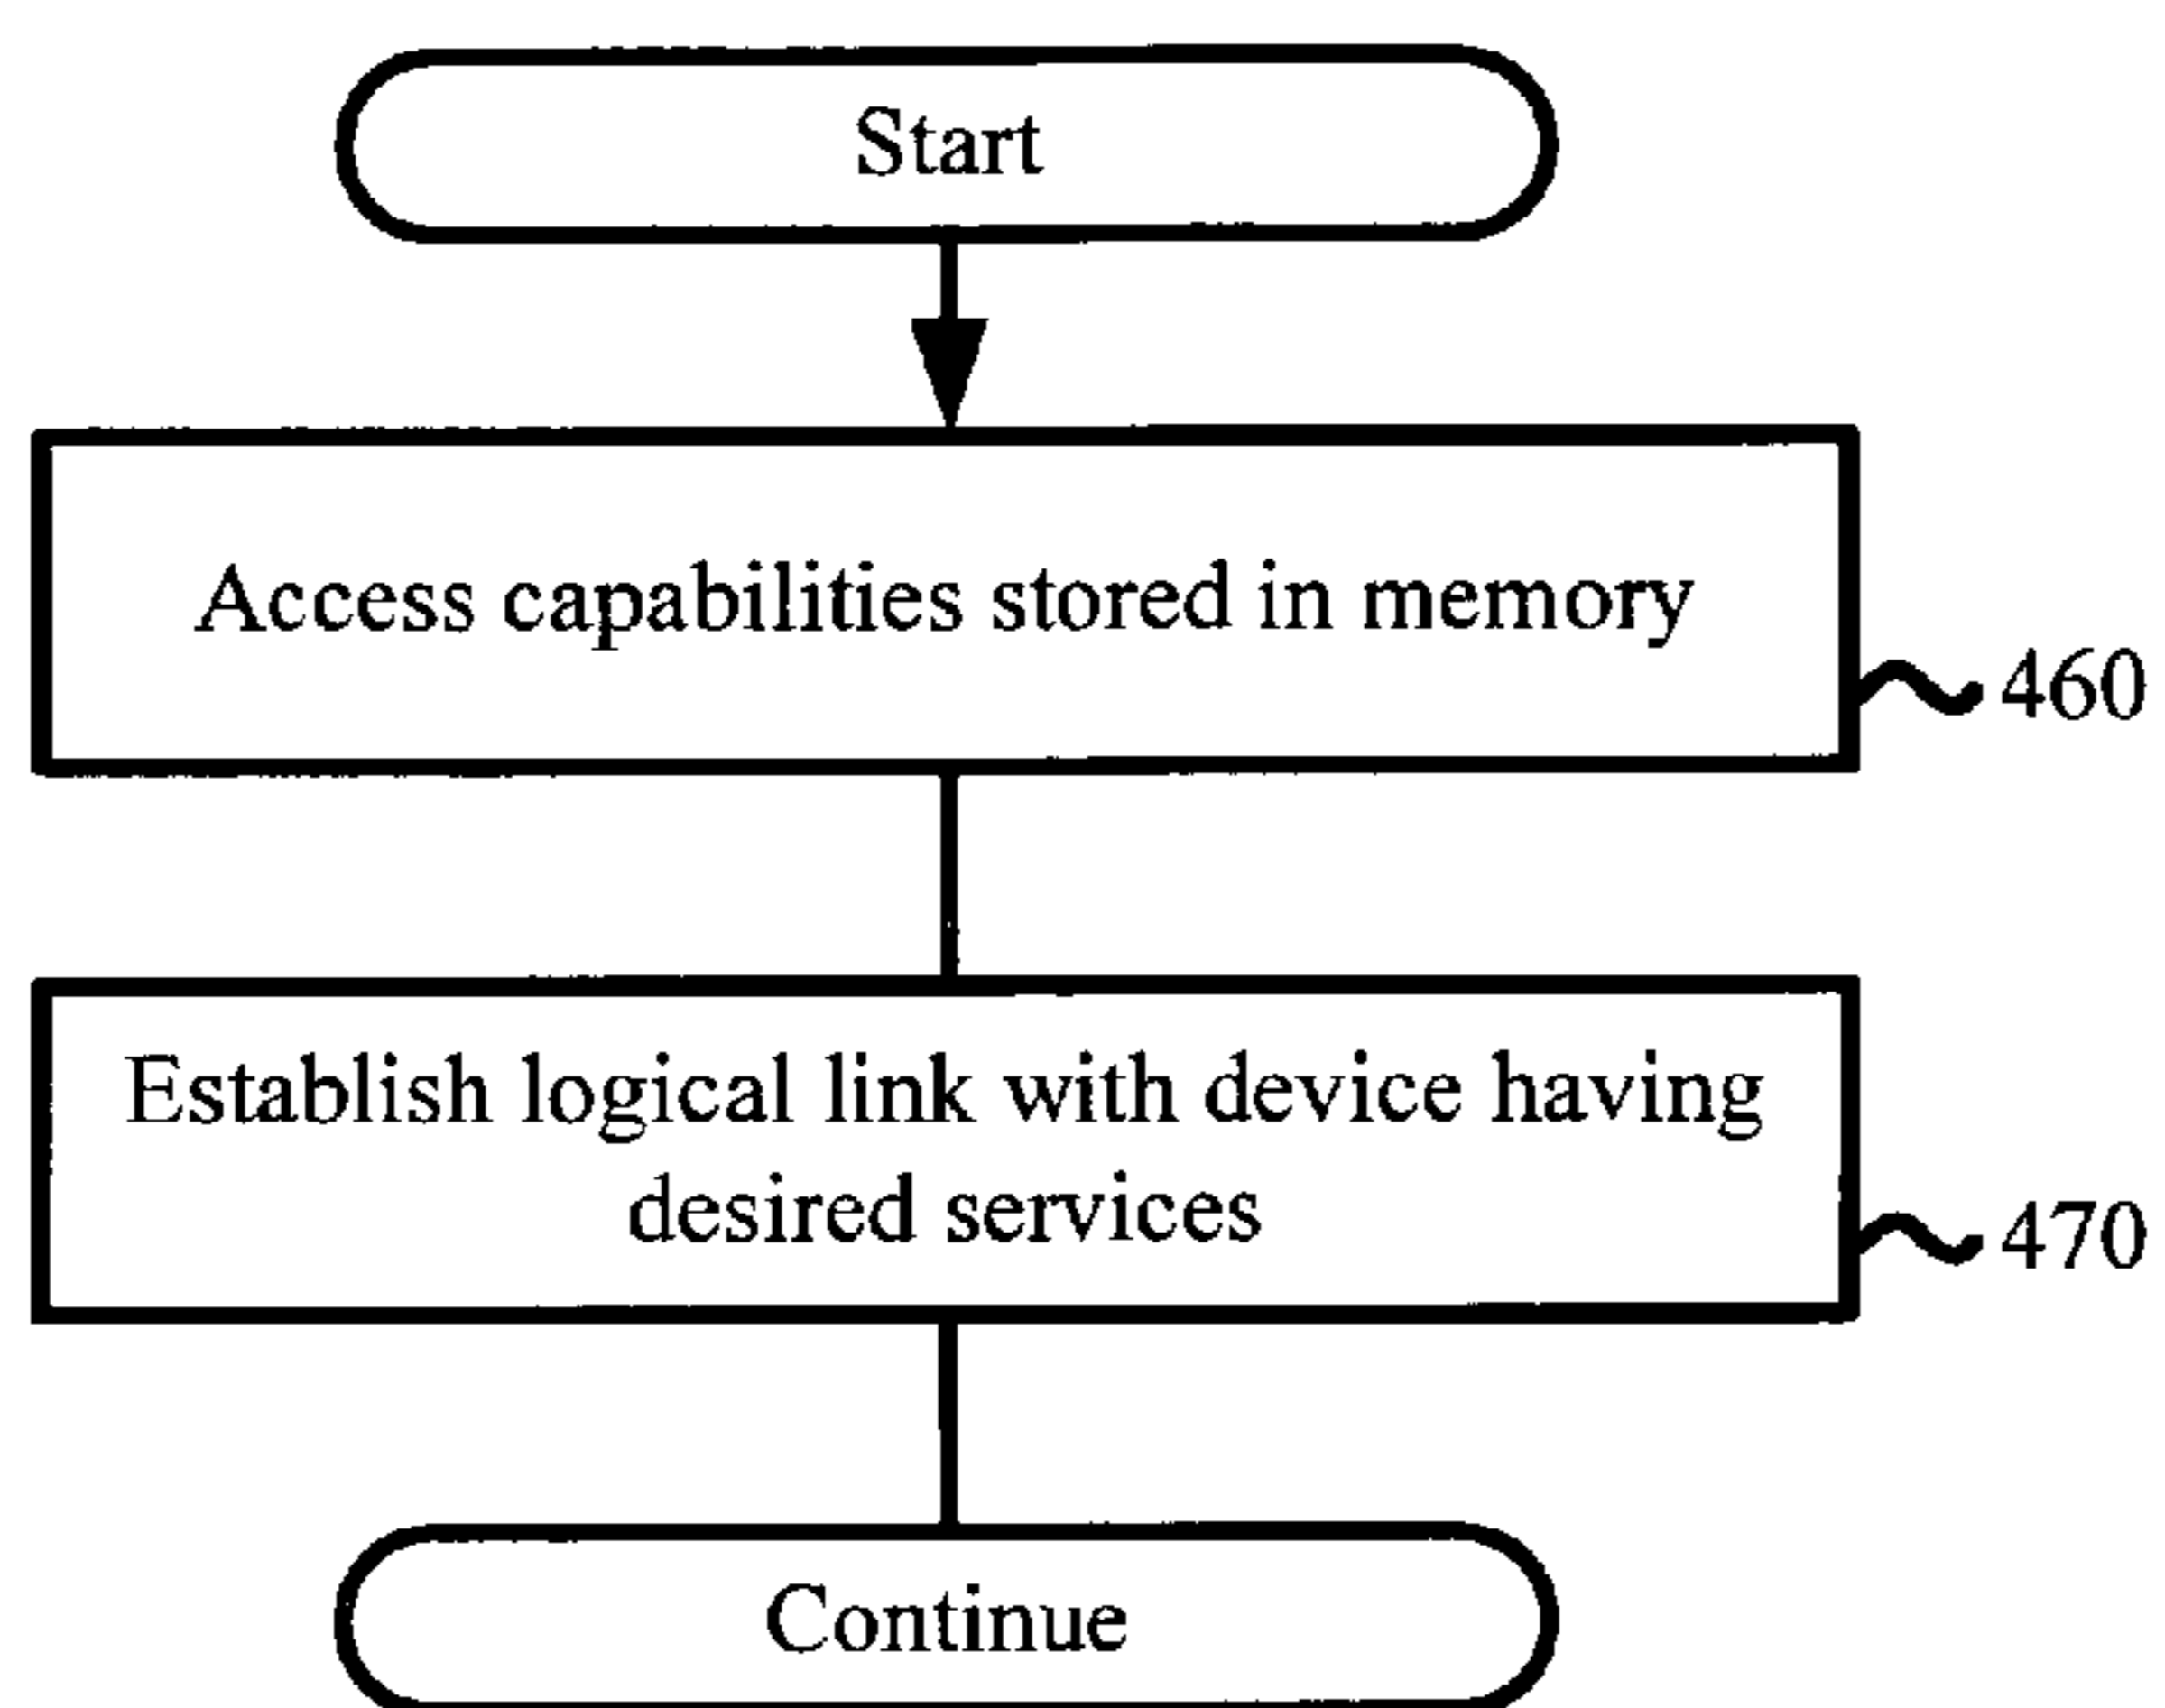 Start
Access capabilities stored in memory
460
Establish logical link with device having
desired services
470
Continue